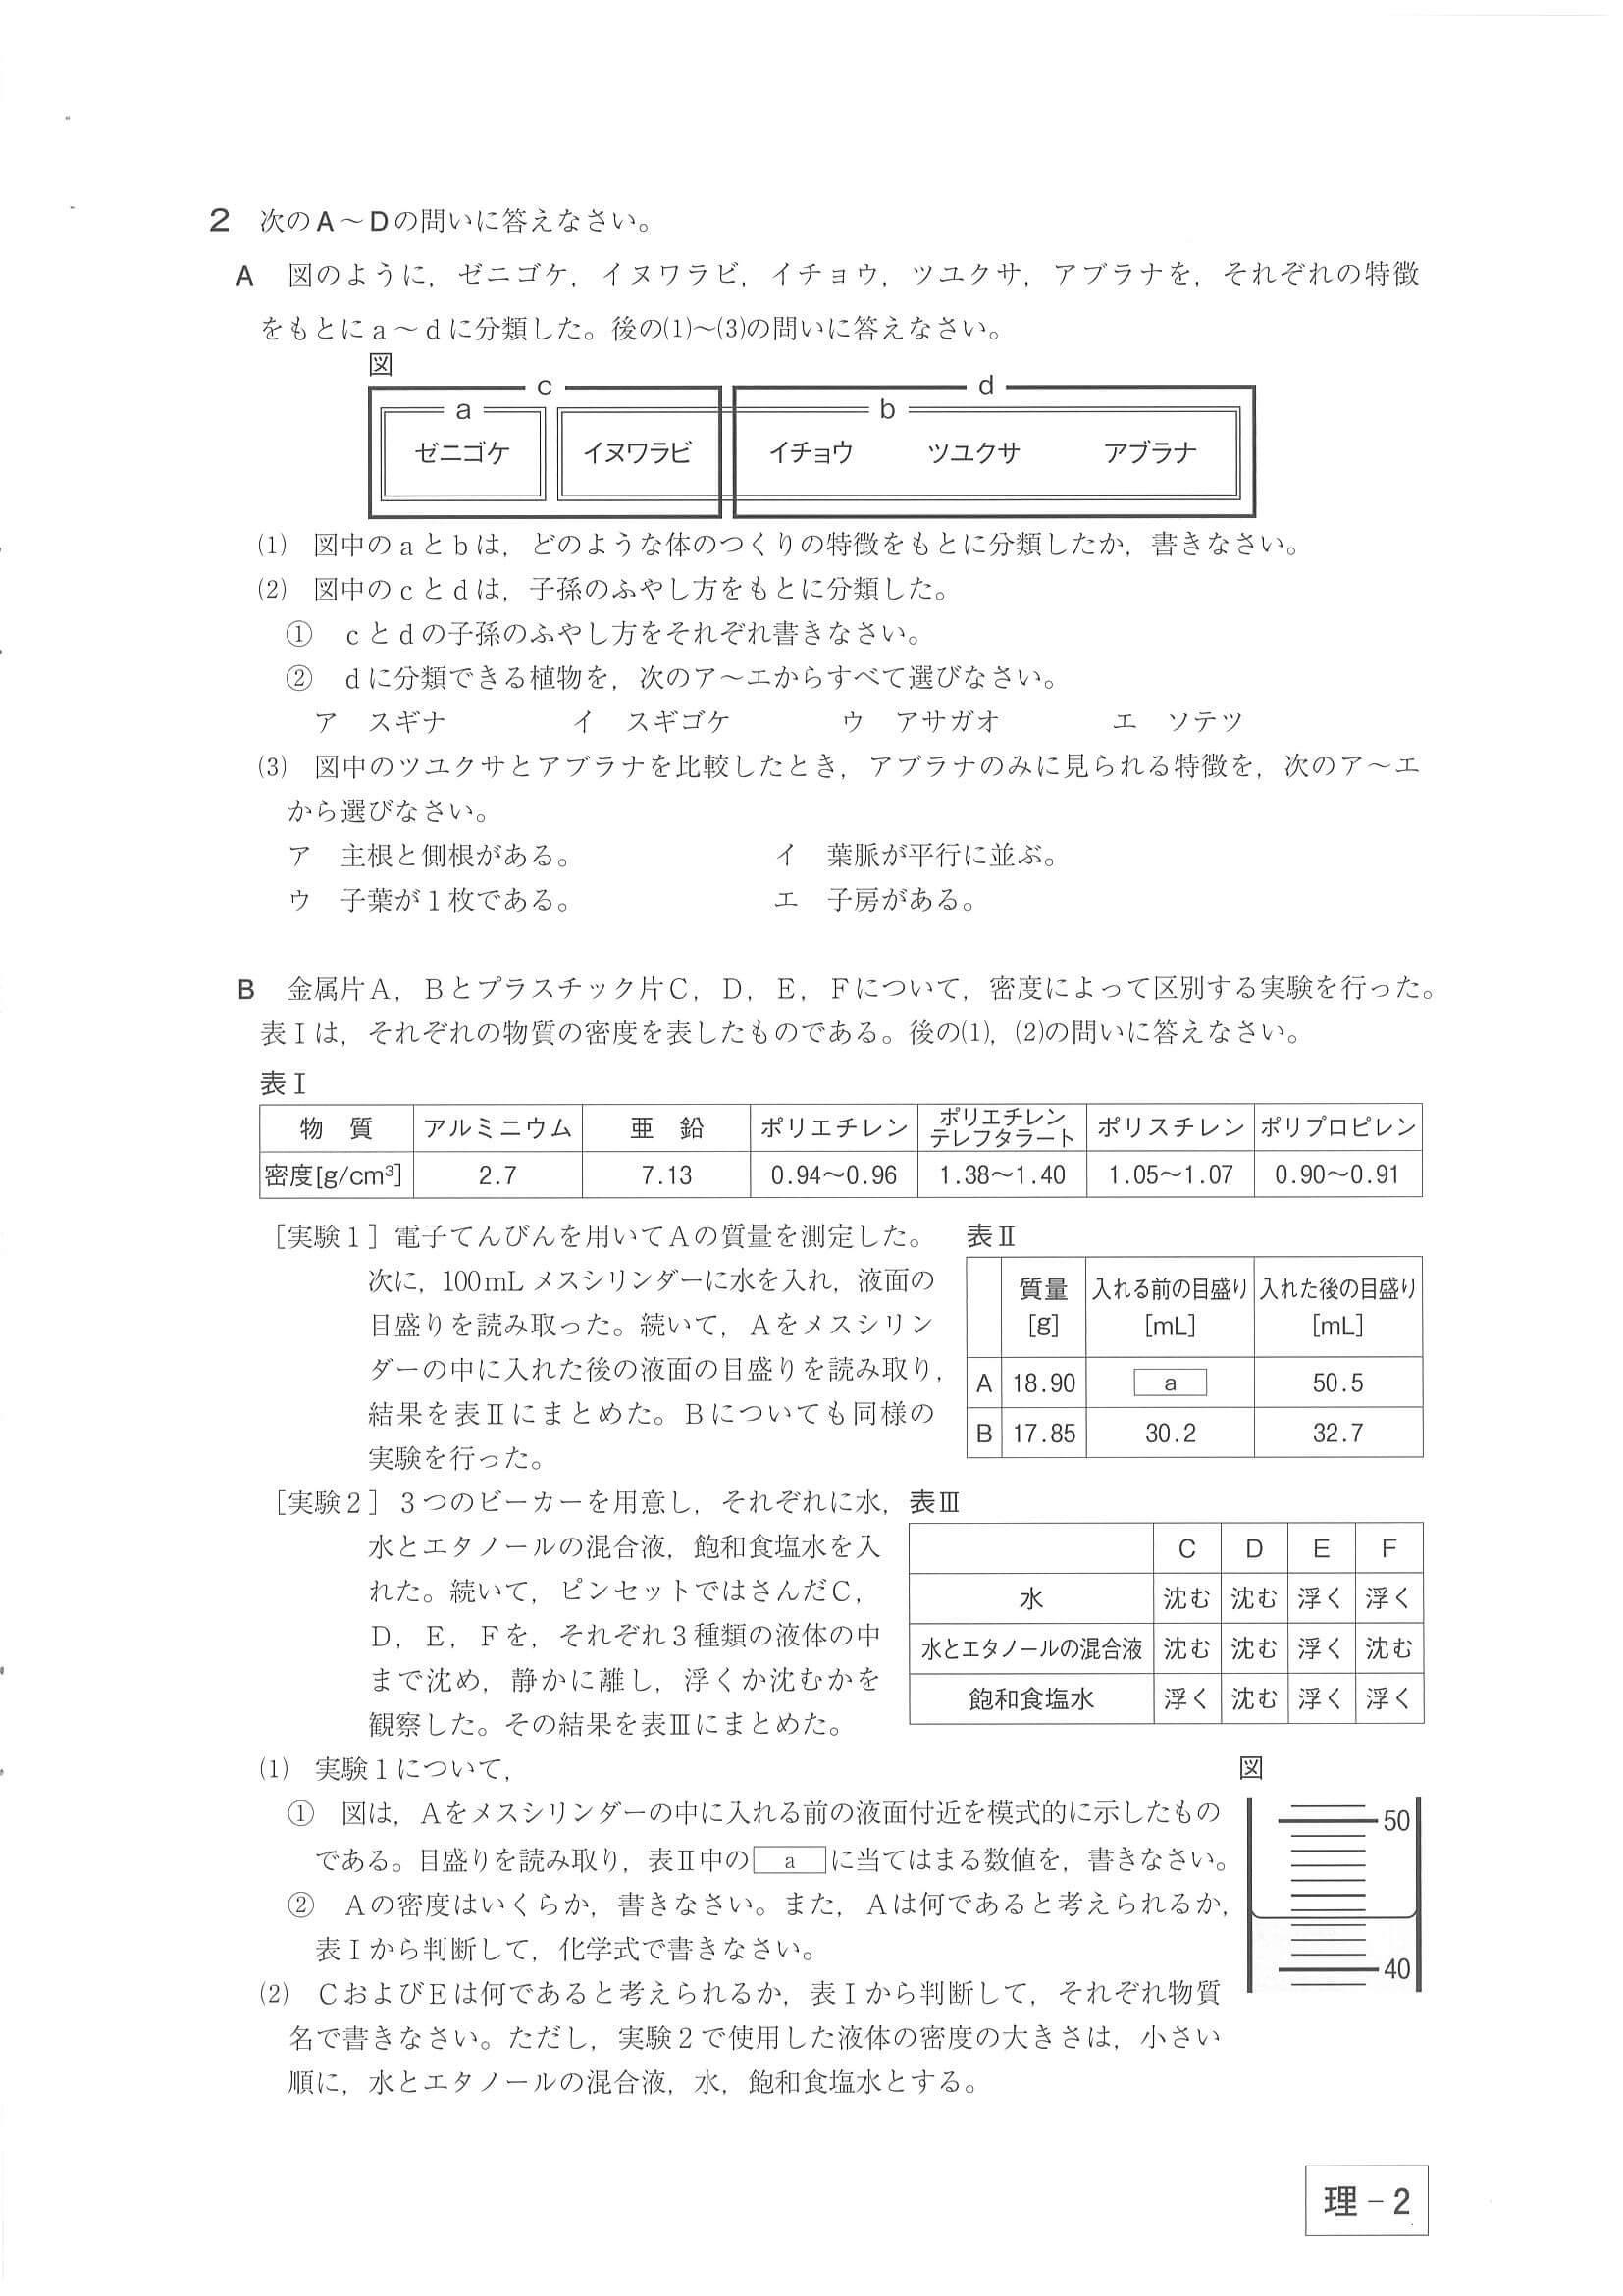 2 次のA～Dの問いに答えなさい。
A 図のように，ゼニゴケ，イヌワラビ，イチョウ，ツユクサ，アブラナを，それぞれの特徴
をもとにa～dに分類した。後の⑴～⑶の問いに答えなさい。
図
c d
a b
ゼニゴケ イヌワラビ イチョウ ツユクサ アブラナ
⑴ 図中のaとbは，どのような体のつくりの特徴をもとに分類したか，書きなさい。
⑵ 図中のcとdは，子孫のふやし方をもとに分類した。
① cとdの子孫のふやし方をそれぞれ書きなさい。
② dに分類できる植物を，次のア～エからすべて選びなさい。
ア スギナ イ スギゴケ ウ アサガオ エ ソテツ
⑶ 図中のツユクサとアブラナを比較したとき，アブラナのみに見られる特徴を，次のア～エ
から選びなさい。
ア 主根と側根がある。 イ 葉脈が平行に並ぶ。
ウ 子葉が1枚である。 エ 子房がある。
B 金属片A，Bとプラスチック片C，D，E，Fについて，密度によって区別する実験を行った。
表Ⅰは，それぞれの物質の密度を表したものである。後の⑴，⑵の問いに答えなさい。
表Ⅰ
物 質 アルミニウム 亜 鉛 ポリエチレン ポリエチレンテレフタラート ポリスチレン ポリプロピレン
密度[g/cm³] 2.7 7.13 0.94～0.96 1.38～1.40 1.05～1.07 0.90～0.91
［実験1］電子てんびんを用いてAの質量を測定した。
次に，100mL メスシリンダーに水を入れ，液面の
目盛りを読み取った。続いて，Aをメスシリン
ダーの中に入れた後の液面の目盛りを読み取り，
結果を表Ⅱにまとめた。Bについても同様の
実験を行った。
表Ⅱ
質量[g] 入れる前の目盛り[mL] 入れた後の目盛り[mL]
A 18.90 a 50.5
B 17.85 30.2 32.7
［実験2］3つのビーカーを用意し，それぞれに水，
水とエタノールの混合液，飽和食塩水を入
れた。続いて，ピンセットではさんだC，
D，E，Fを，それぞれ3種類の液体の中
まで沈め，静かに離し，浮くか沈むかを
観察した。その結果を表Ⅲにまとめた。
表Ⅲ
C D E F
水 沈む 沈む 浮く 浮く
水とエタノールの混合液 沈む 沈む 浮く 沈む
飽和食塩水 浮く 沈む 浮く 浮く
⑴ 実験1について，
① 図は，Aをメスシリンダーの中に入れる前の液面付近を模式的に示したもの
である。目盛りを読み取り，表Ⅱ中の a に当てはまる数値を，書きなさい。
② Aの密度はいくらか，書きなさい。また，Aは何であると考えられるか，
表Ⅰから判断して，化学式で書きなさい。
図
50
40
⑵ CおよびEは何であると考えられるか，表Ⅰから判断して，それぞれ物質
名で書きなさい。ただし，実験2で使用した液体の密度の大きさは，小さい
順に，水とエタノールの混合液，水，飽和食塩水とする。
理－2